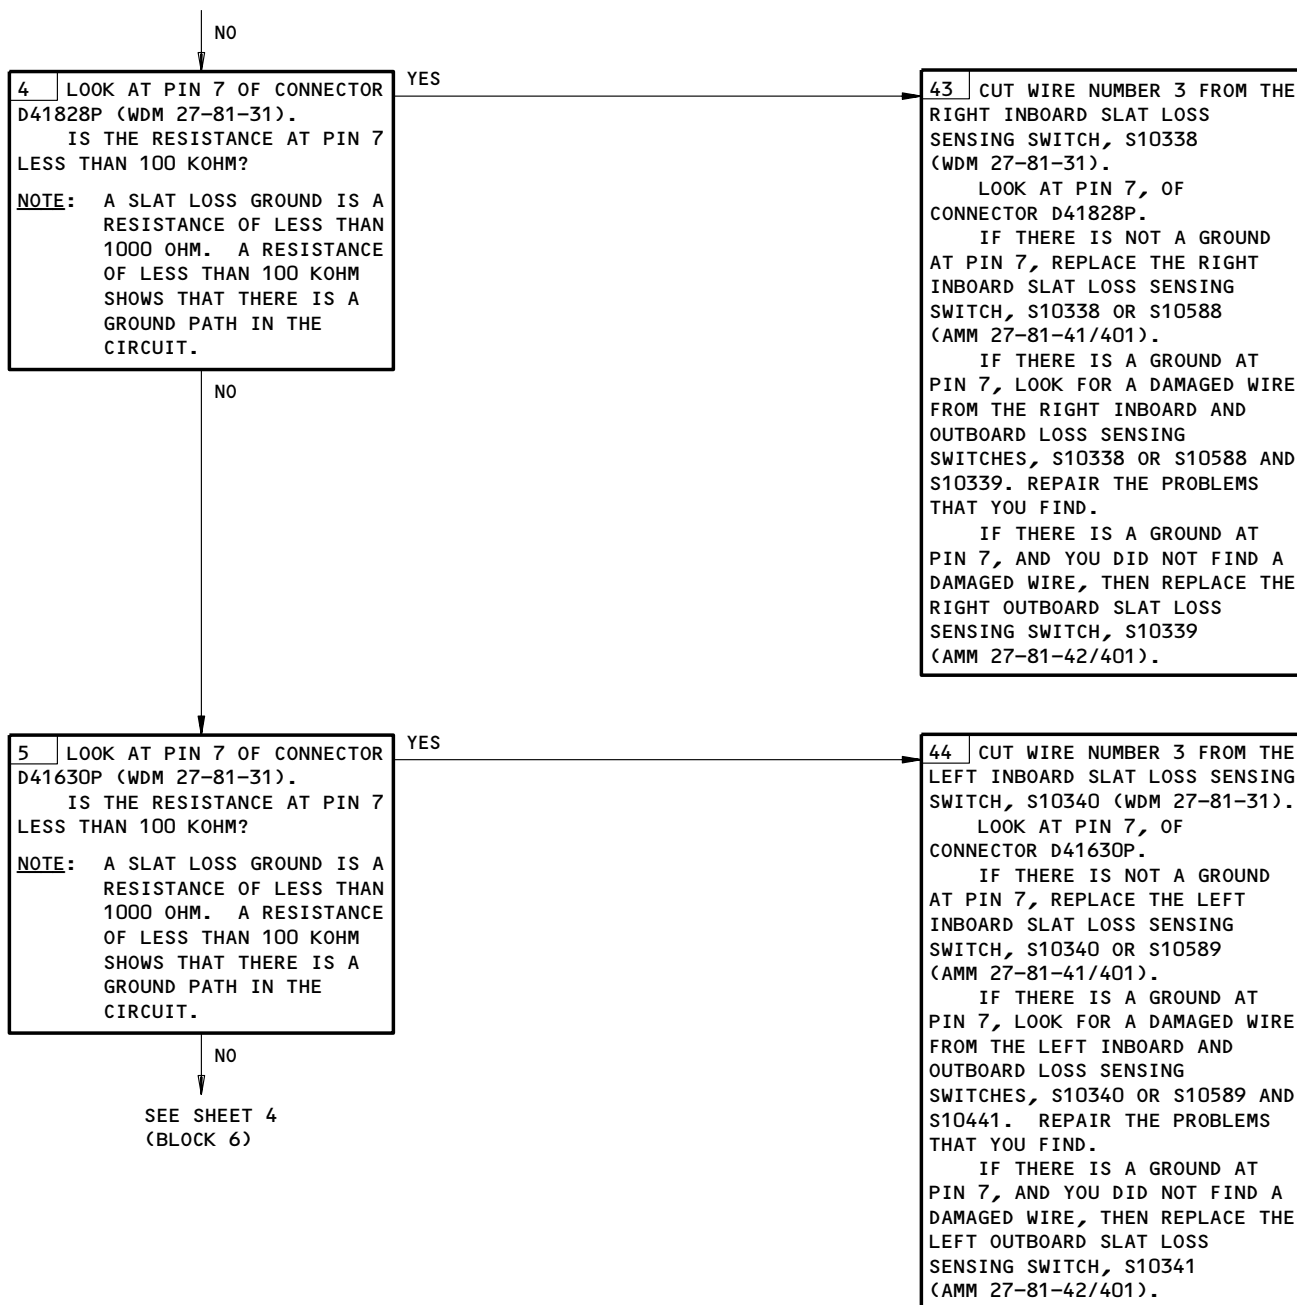 NO
4 LOOK AT PIN 7 OF CONNECTOR
D41828P (WDM 27-81-31).
IS THE RESISTANCE AT PIN 7
LESS THAN 100 KOHM?
NOTE: A SLAT LOSS GROUND IS A
RESISTANCE OF LESS THAN
1000 OHM. A RESISTANCE
OF LESS THAN 100 KOHM
SHOWS THAT THERE IS A
GROUND PATH IN THE
CIRCUIT.
YES
43 CUT WIRE NUMBER 3 FROM THE
RIGHT INBOARD SLAT LOSS
SENSING SWITCH, S10338
(WDM 27-81-31).
LOOK AT PIN 7, OF
CONNECTOR D41828P.
IF THERE IS NOT A GROUND
AT PIN 7, REPLACE THE RIGHT
INBOARD SLAT LOSS SENSING
SWITCH, S10338 OR S10588
(AMM 27-81-41/401).
IF THERE IS A GROUND AT
PIN 7, LOOK FOR A DAMAGED WIRE
FROM THE RIGHT INBOARD AND
OUTBOARD LOSS SENSING
SWITCHES, S10338 OR S10588 AND
S10339. REPAIR THE PROBLEMS
THAT YOU FIND.
IF THERE IS A GROUND AT
PIN 7, AND YOU DID NOT FIND A
DAMAGED WIRE, THEN REPLACE THE
RIGHT OUTBOARD SLAT LOSS
SENSING SWITCH, S10339
(AMM 27-81-42/401).
NO
5 LOOK AT PIN 7 OF CONNECTOR
D41630P (WDM 27-81-31).
IS THE RESISTANCE AT PIN 7
LESS THAN 100 KOHM?
NOTE: A SLAT LOSS GROUND IS A
RESISTANCE OF LESS THAN
1000 OHM. A RESISTANCE
OF LESS THAN 100 KOHM
SHOWS THAT THERE IS A
GROUND PATH IN THE
CIRCUIT.
YES
44 CUT WIRE NUMBER 3 FROM THE
LEFT INBOARD SLAT LOSS SENSING
SWITCH, S10340 (WDM 27-81-31).
LOOK AT PIN 7, OF
CONNECTOR D41630P.
IF THERE IS NOT A GROUND
AT PIN 7, REPLACE THE LEFT
INBOARD SLAT LOSS SENSING
SWITCH, S10340 OR S10589
(AMM 27-81-41/401).
IF THERE IS A GROUND AT
PIN 7, LOOK FOR A DAMAGED WIRE
FROM THE LEFT INBOARD AND
OUTBOARD LOSS SENSING
SWITCHES, S10340 OR S10589 AND
S10441. REPAIR THE PROBLEMS
THAT YOU FIND.
IF THERE IS A GROUND AT
PIN 7, AND YOU DID NOT FIND A
DAMAGED WIRE, THEN REPLACE THE
LEFT OUTBOARD SLAT LOSS
SENSING SWITCH, S10341
(AMM 27-81-42/401).
NO
SEE SHEET 4
(BLOCK 6)